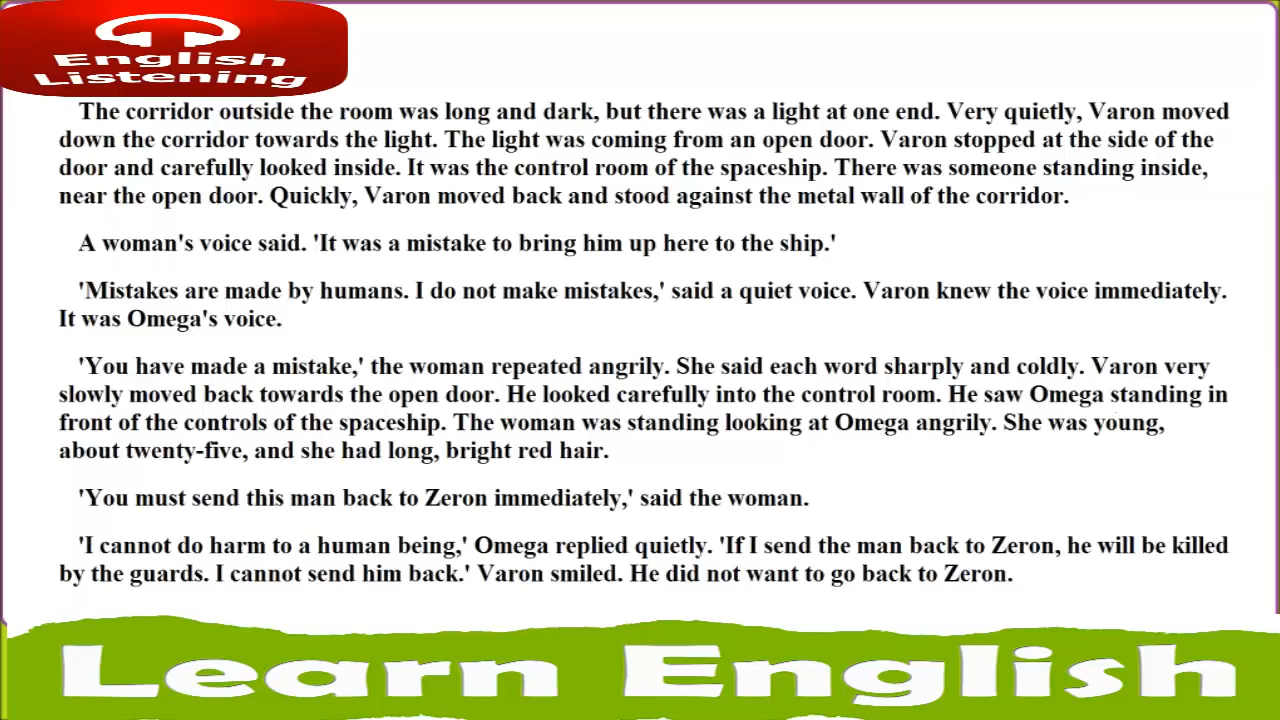 English
Listening
The corridor outside the room was long and dark, but there was a light at one end. Very quietly, Varon moved
down the corridor towards the light. The light was coming from an open door. Varon stopped at the side of the
door and carefully looked inside. It was the control room of the spaceship. There was someone standing inside,
near the open door. Quickly, Varon moved back and stood against the metal wall of the corridor.
A woman's voice said. 'It was a mistake to bring him up here to the ship.'
'Mistakes are made by humans. I do not make mistakes,' said a quiet voice. Varon knew the voice immediately.
It was Omega's voice.
'You have made a mistake,' the woman repeated angrily. She said each word sharply and coldly. Varon very
slowly moved back towards the open door. He looked carefully into the control room. He saw Omega standing in
front of the controls of the spaceship. The woman was standing looking at Omega angrily. She was young,
about twenty-five, and she had long, bright red hair.
'You must send this man back to Zeron immediately,' said the woman.
'I cannot do harm to a human being,' Omega replied quietly. 'If I send the man back to Zeron, he will be killed
by the guards. I cannot send him back.' Varon smiled. He did not want to go back to Zeron.
Learn English